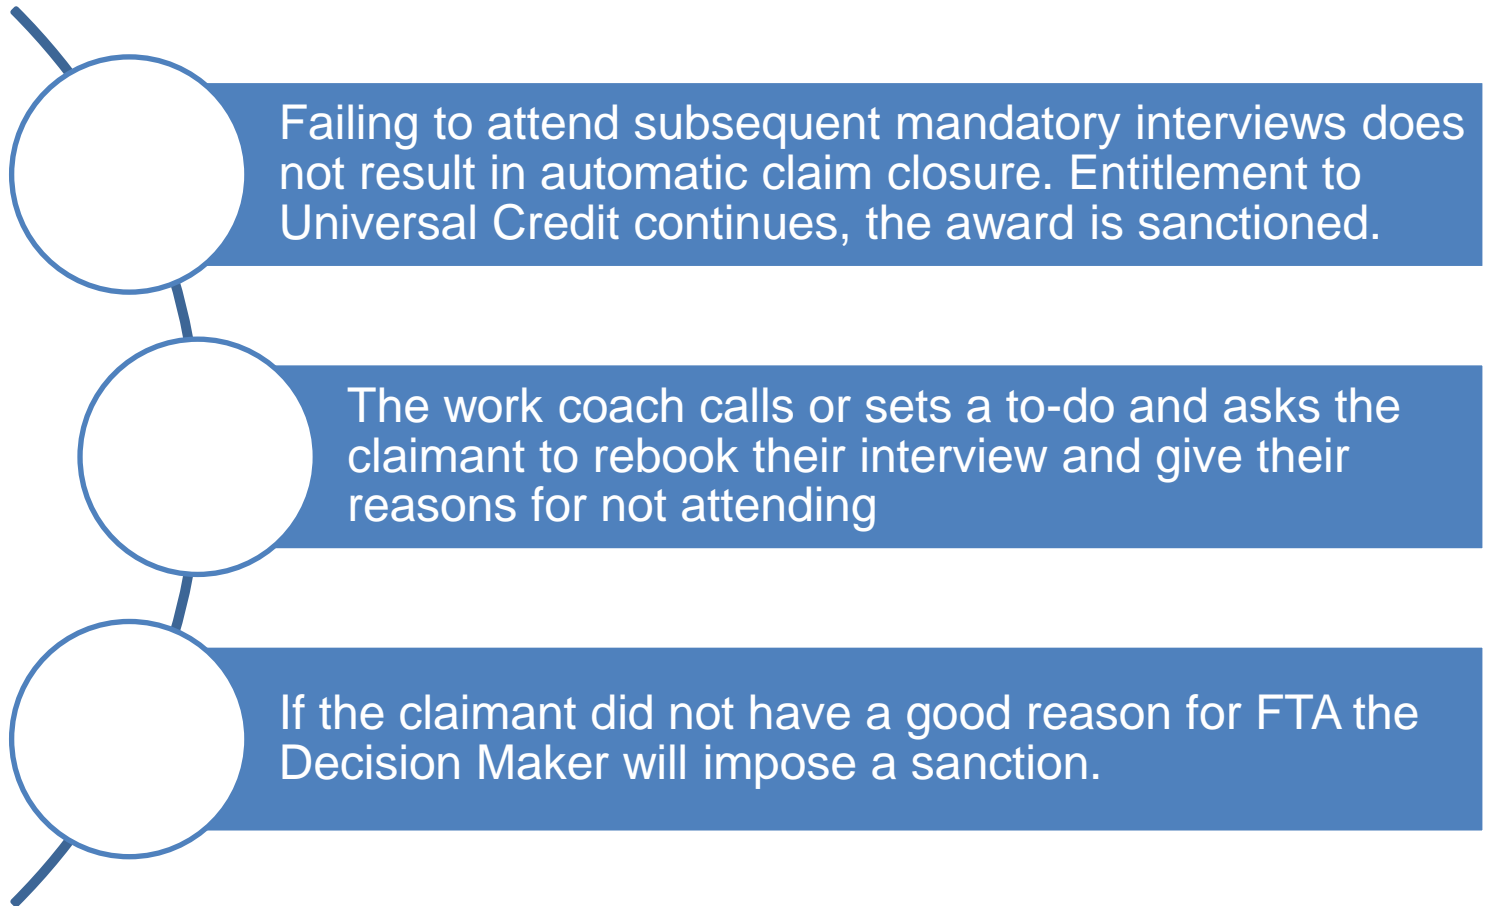 Failing to attend subsequent mandatory interviews does
not result in automatic claim closure. Entitlement to
Universal Credit continues, the award is sanctioned.
The work coach calls or sets a to-do and asks the
claimant to rebook their interview and give their
reasons for not attending
If the claimant did not have a good reason for FTA the
Decision Maker will impose a sanction.